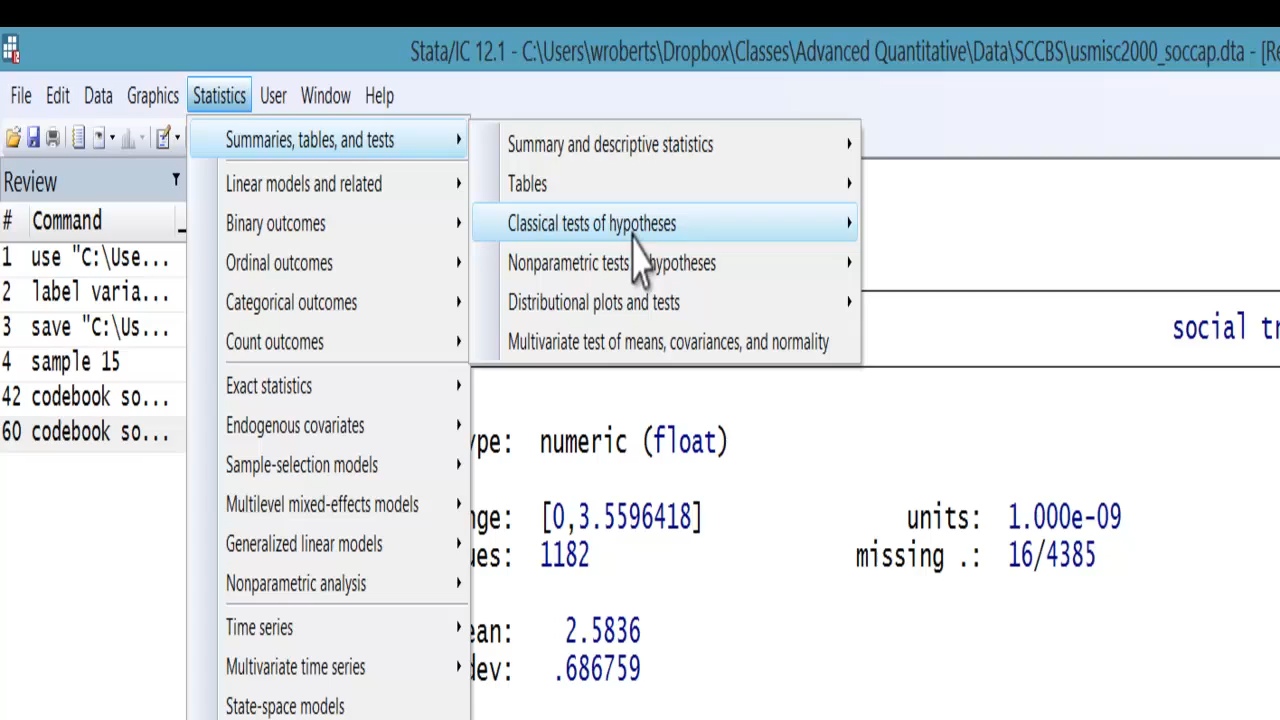 Stata/IC 12.1 - C:\Users\wroberts\Dropbox\Classes\Advanced Quantitative\Data\SCCBS\usmisc2000_soccap.dta - [Re
File Edit Data Graphics Statistics User Window Help
Review
# Command
1 use "C:\Use...
2 label varia...
3 save "C:\Us...
4 sample 15
42 codebook so...
60 codebook so...
Summaries, tables, and tests
Linear models and related
Binary outcomes
Ordinal outcomes
Categorical outcomes
Count outcomes
Exact statistics
Endogenous covariates
Sample-selection models
Multilevel mixed-effects models
Generalized linear models
Nonparametric analysis
Time series
Multivariate time series
State-space models
Summary and descriptive statistics
Tables
Classical tests of hypotheses
Nonparametric tests hypotheses
Distributional plots and tests
Multivariate test of means, covariances, and normality
social tr
ype: numeric (float)
nge: [0,3.5596418] units: 1.000e-09
ues: 1182 missing .: 16/4385
ean: 2.5836
dev: .686759